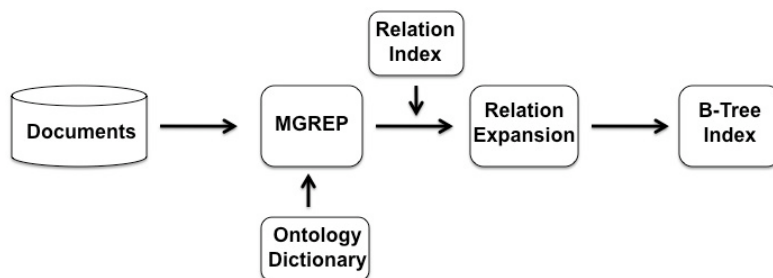 Relation
Index
Documents
MGREP
Relation
Expansion
B-Tree
Index
Ontology
Dictionary